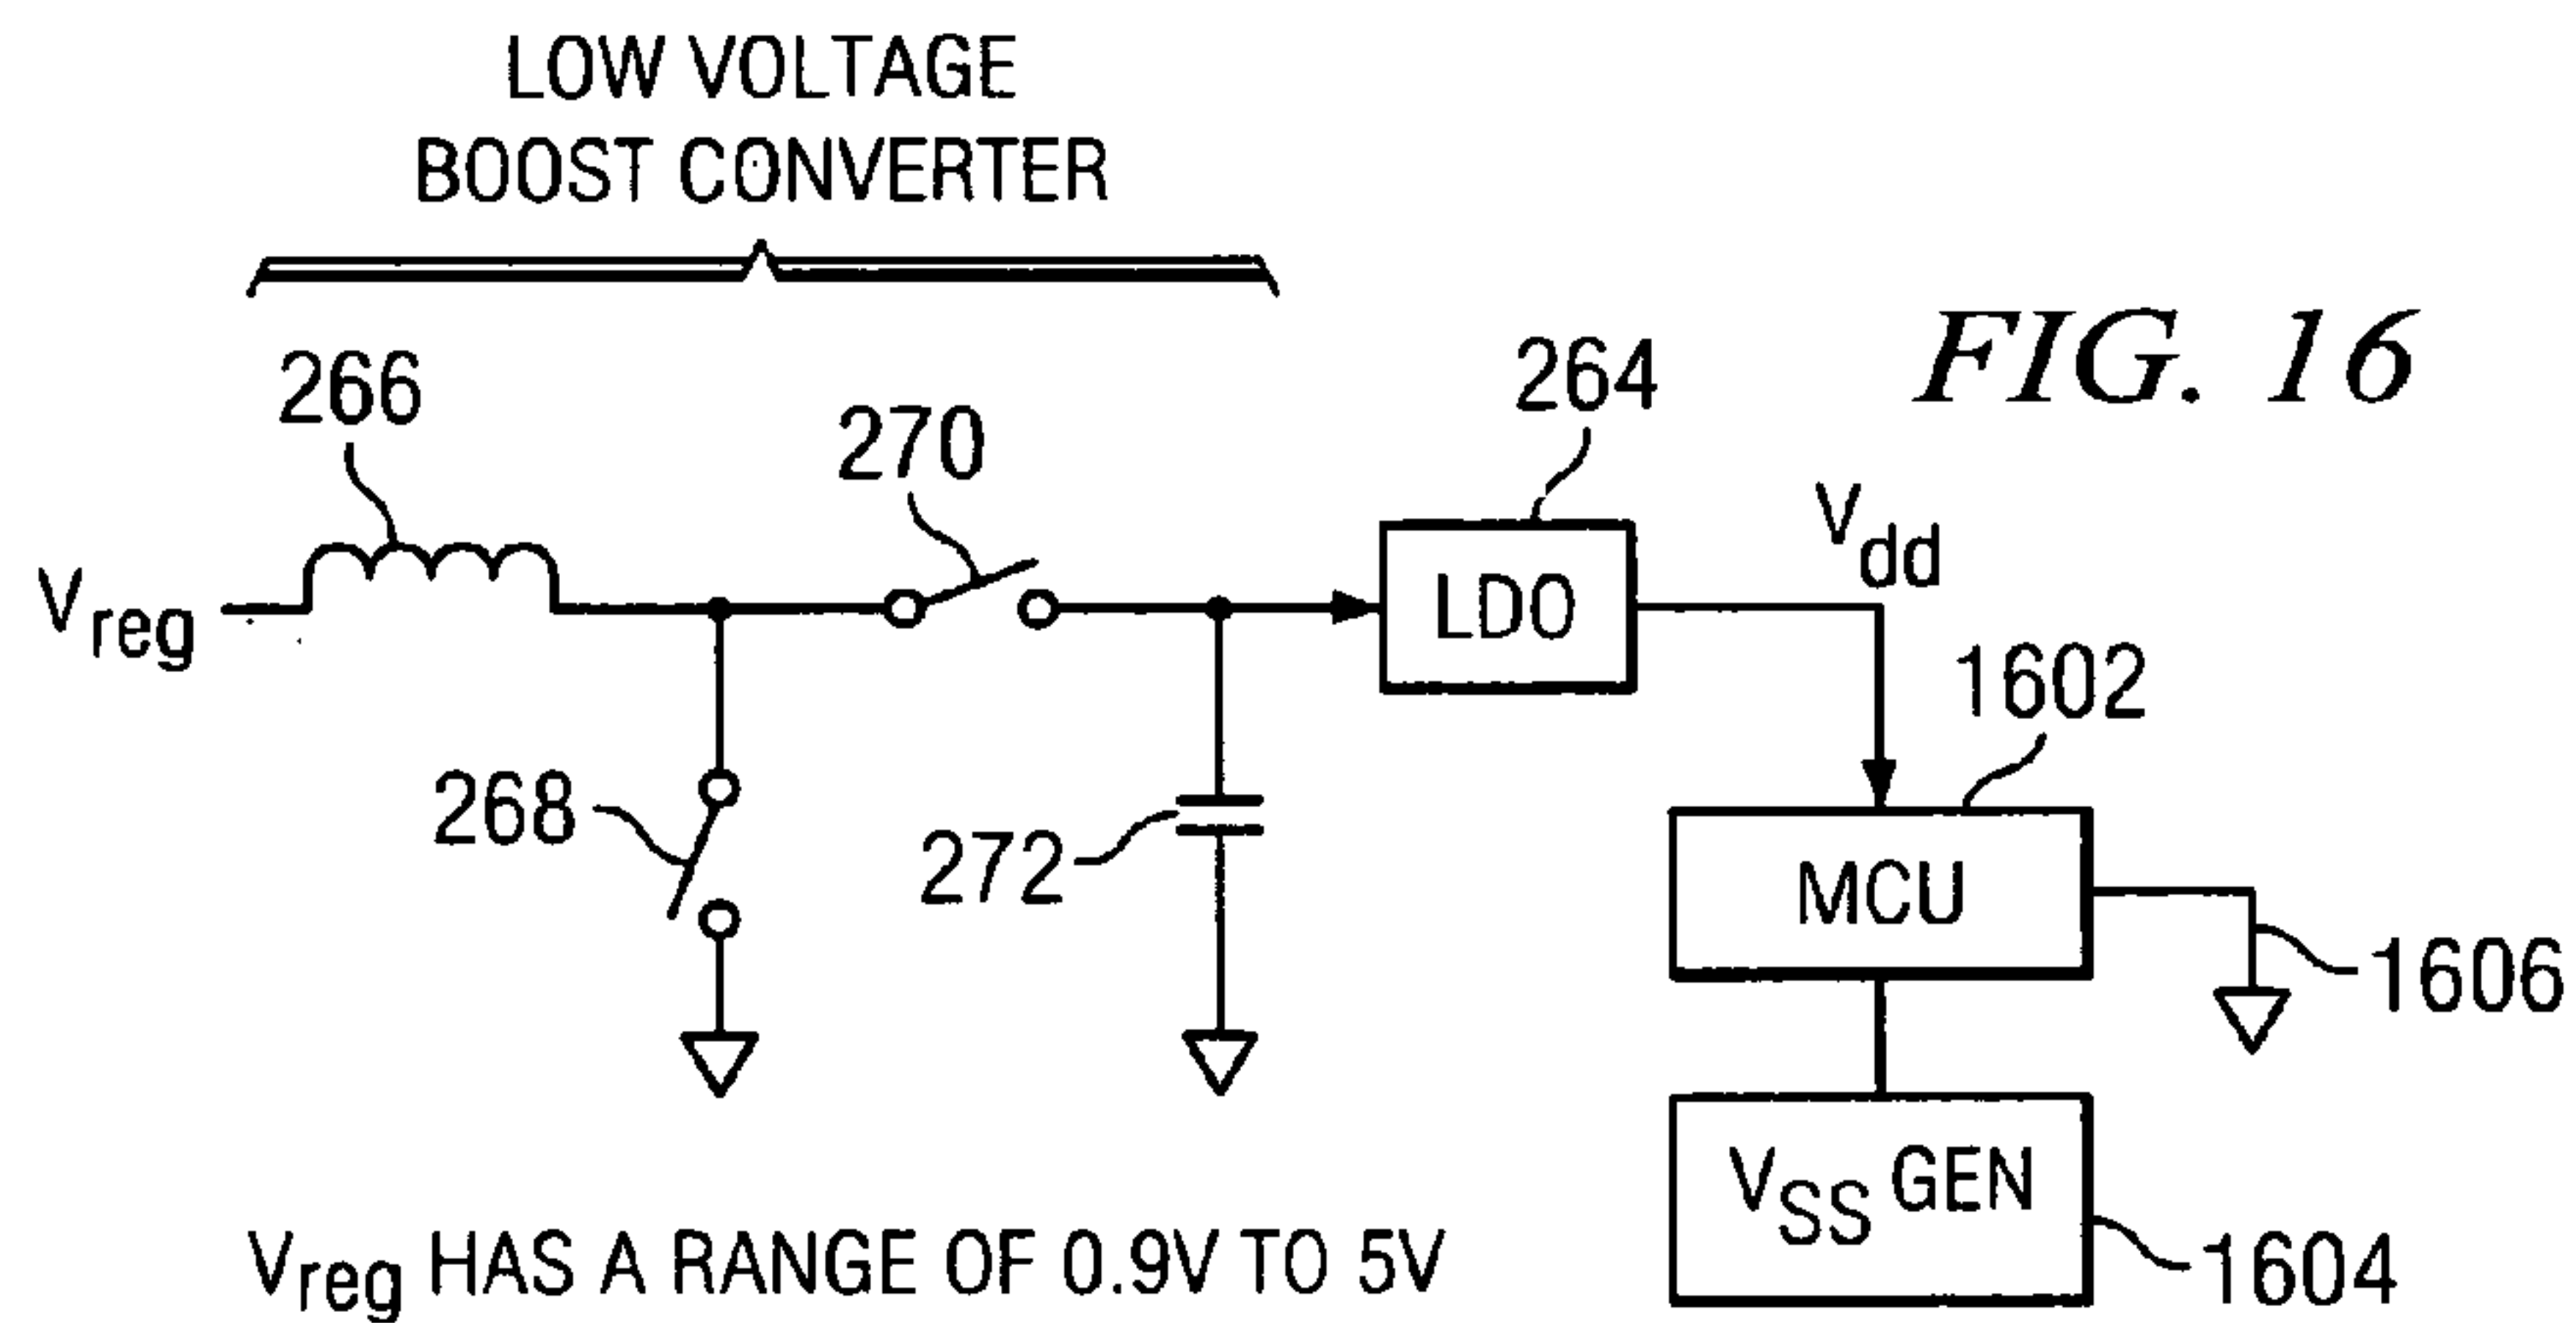 LOW VOLTAGE
BOOST CONVERTER
FIG. 16
266
270
264
Vreg
LDO
Vdd
268
272
1602
MCU
1606
VSS GEN
1604
Vreg HAS A RANGE OF 0.9V TO 5V